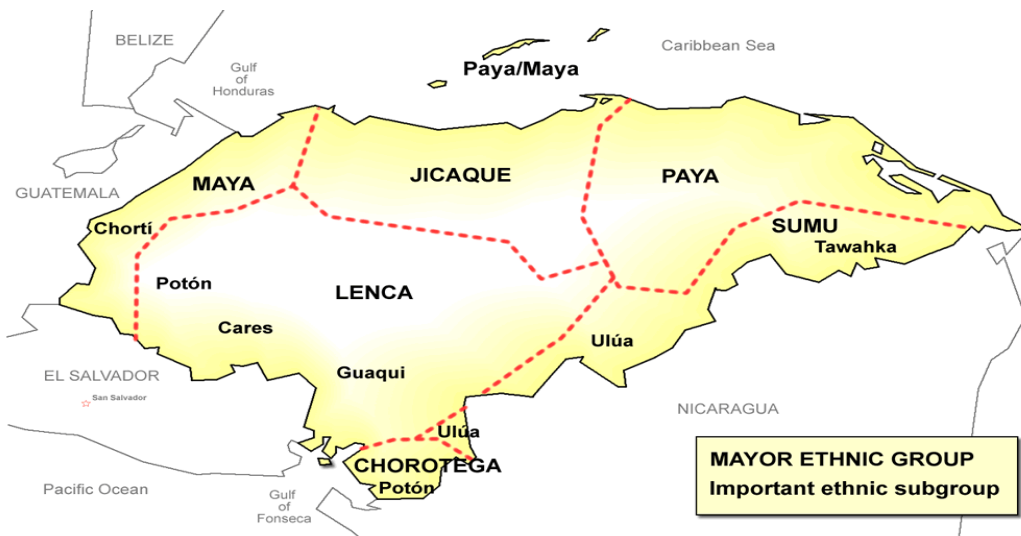 BELIZE
Caribbean Sea
Gulf
of
Honduras
Paya/Maya
GUATEMALA
MAYA
JICAQUE
PAYA
Chortí
SUMU
Tawahka
Potón
LENCA
Cares
Ulúa
Guaqui
EL SALVADOR
San Salvador
NICARAGUA
Ulúa
CHOROTEGA
Potón
Pacific Ocean
Gulf
of
Fonseca
MAYOR ETHNIC GROUP
Important ethnic subgroup